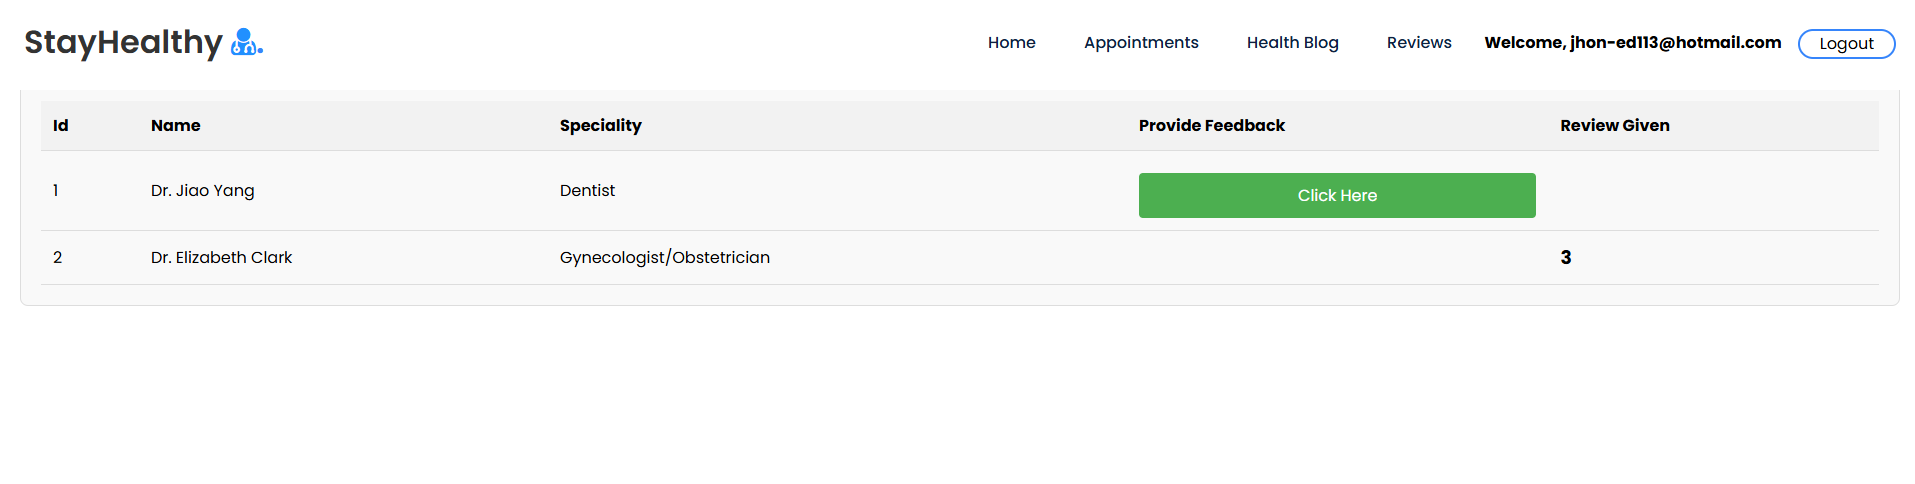 StayHealthy
Home Appointments Health Blog Reviews Welcome, jhon-ed113@hotmail.com Logout
Id Name Speciality Provide Feedback Review Given
1 Dr. Jiao Yang Dentist Click Here
2 Dr. Elizabeth Clark Gynecologist/Obstetrician 3